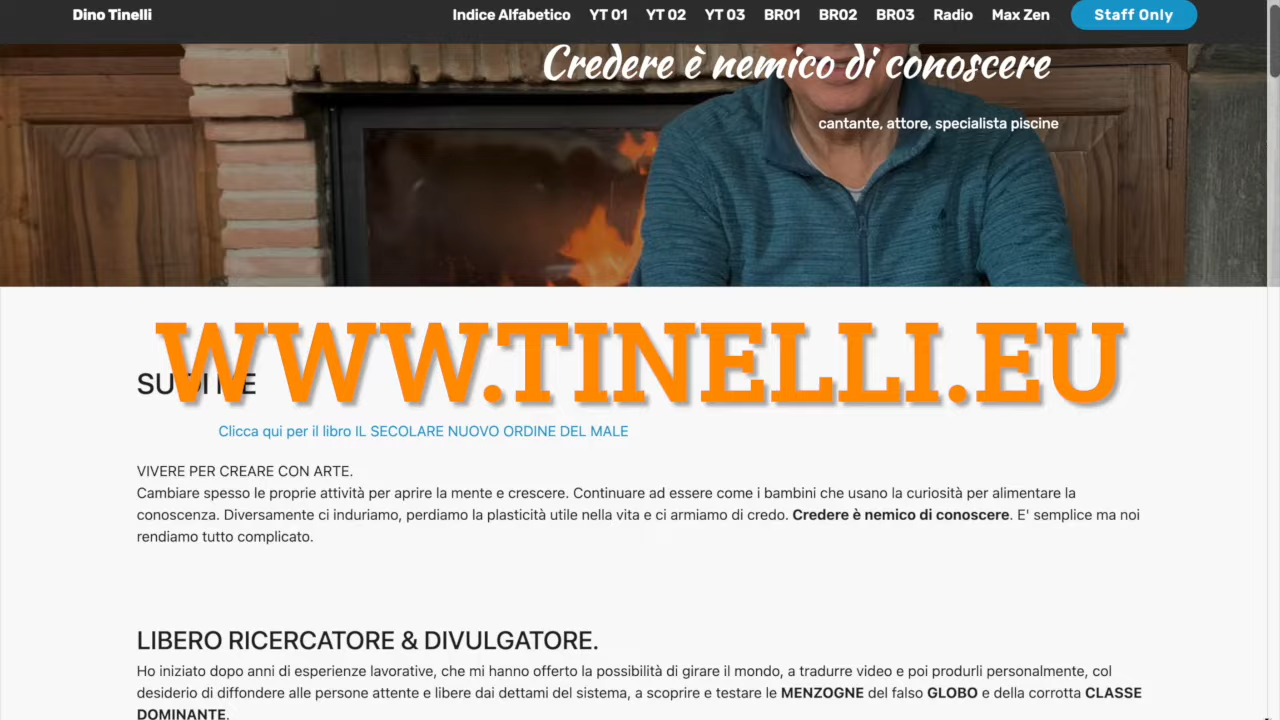 Dino Tinelli
Indice Alfabetico YT 01 YT 02 YT 03 BR01 BR02 BR03 Radio Max Zen Staff Only
Credere è nemico di conoscere
cantante, attore, specialista piscine
WWW.TINELLI.EU
Clicca qui per il libro IL SECOLARE NUOVO ORDINE DEL MALE
VIVERE PER CREARE CON ARTE.
Cambiare spesso le proprie attività per aprire la mente e crescere. Continuare ad essere come i bambini che usano la curiosità per alimentare la
conoscenza. Diversamente ci induriamo, perdiamo la plasticità utile nella vita e ci armiamo di credo. Credere è nemico di conoscere. E' semplice ma noi
rendiamo tutto complicato.
LIBERO RICERCATORE & DIVULGATORE.
Ho iniziato dopo anni di esperienze lavorative, che mi hanno offerto la possibilità di girare il mondo, a tradurre video e poi produrli personalmente, col
desiderio di diffondere alle persone attente e libere dai dettami del sistema, a scoprire e testare le MENZOGNE del falso GLOBO e della corrotta CLASSE
DOMINANTE.